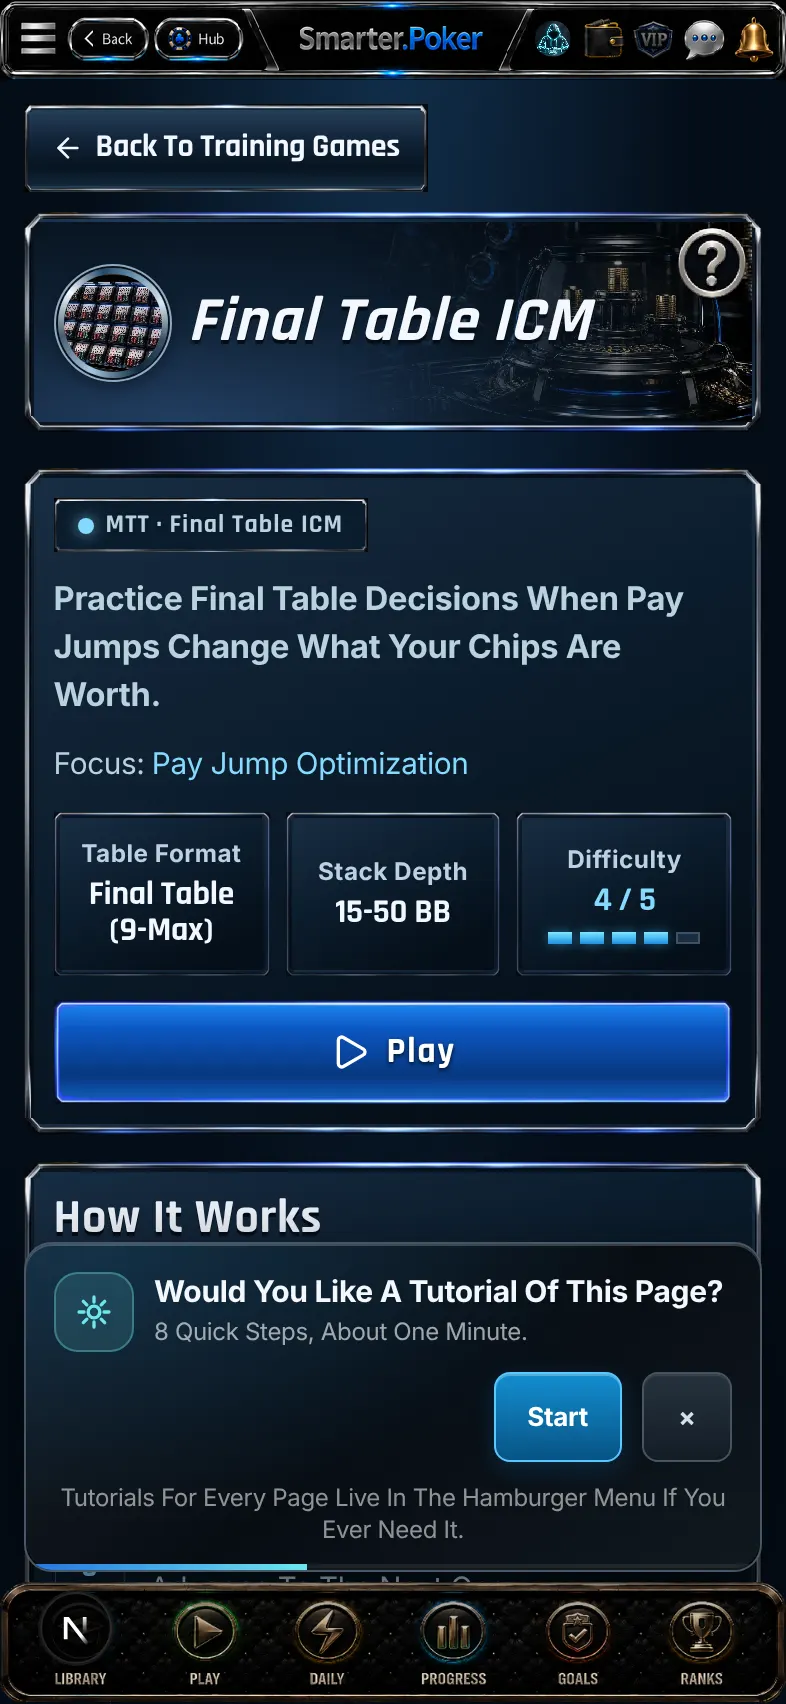 Back
Hub
Smarter.Poker
VIP
Back To Training Games
Final Table ICM
?
MTT · Final Table ICM
Practice Final Table Decisions When Pay
Jumps Change What Your Chips Are
Worth.
Focus: Pay Jump Optimization
Table Format
Final Table
(9-Max)
Stack Depth
15-50 BB
Difficulty
4 / 5
Play
How It Works
Would You Like A Tutorial Of This Page?
8 Quick Steps, About One Minute.
Start
×
Tutorials For Every Page Live In The Hamburger Menu If You
Ever Need It.
N
LIBRARY
PLAY
DAILY
PROGRESS
GOALS
RANKS